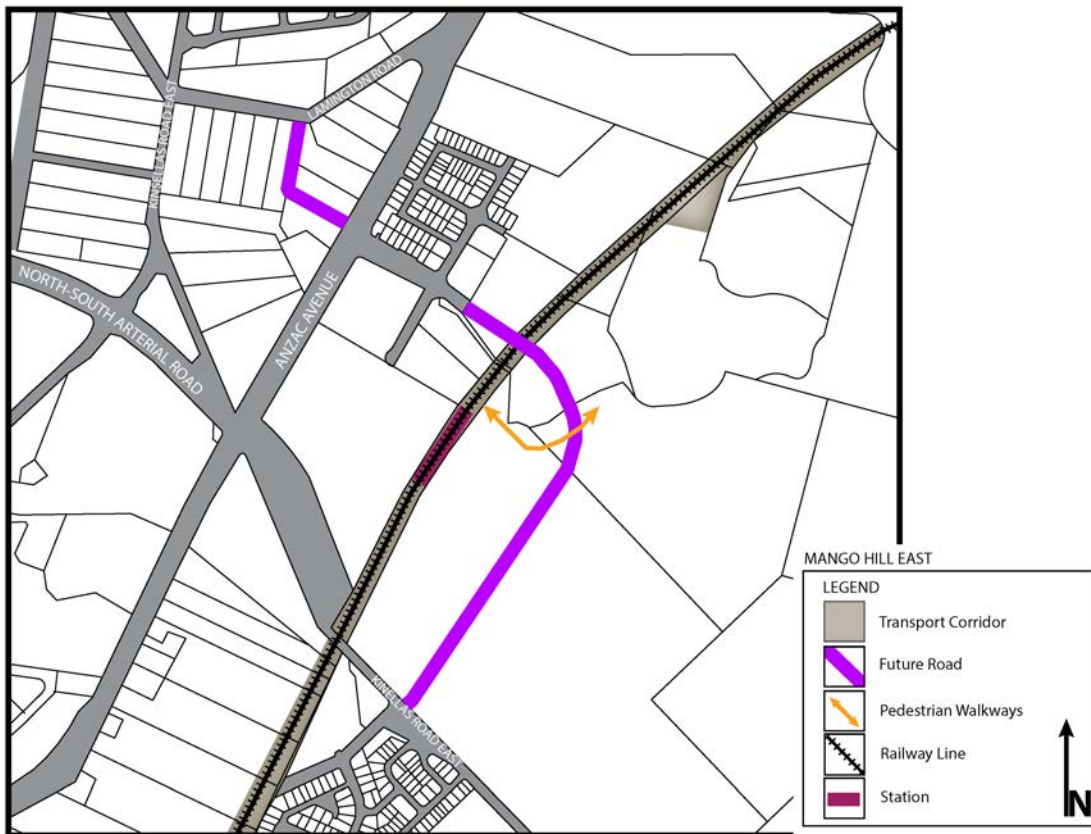 LAMINGTON ROAD
KINSELLAS ROAD EAST
NORTH-SOUTH ARTERIAL ROAD
ANZAC AVENUE
KINELLAS ROAD EAST
MANGO HILL EAST
LEGEND
Transport Corridor
Future Road
Pedestrian Walkways
Railway Line
Station
N